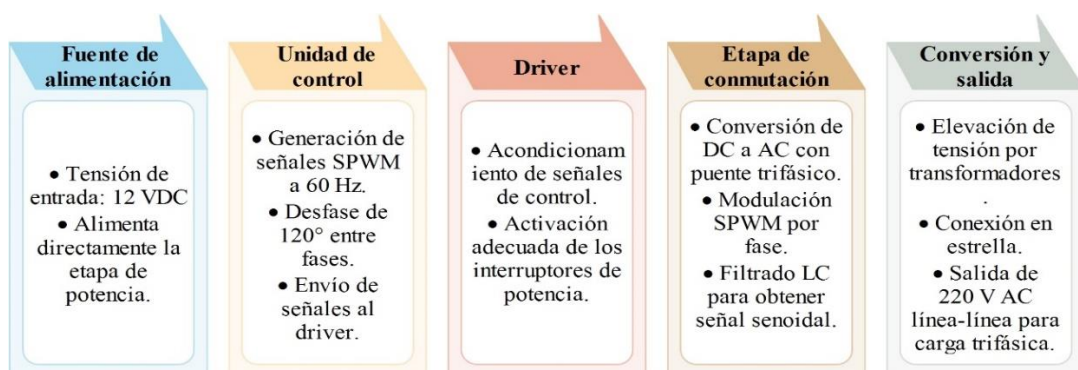 Fuente de
alimentación
• Tensión de
entrada: 12 VDC
• Alimenta
directamente la
etapa de
potencia.
Unidad de
control
• Generación de
señales SPWM
a 60 Hz.
• Desfase de
120° entre
fases.
• Envío de
señales al
driver.
Driver
• Acondicionam
iento de señales
de control.
• Activación
adecuada de los
interruptores de
potencia.
Etapa de
conmutación
• Conversión de
DC a AC con
puente trifásico.
• Modulación
SPWM por
fase.
• Filtrado LC
para obtener
señal senoidal.
Conversión y
salida
• Elevación de
tensión por
transformadores
.
• Conexión en
estrella.
• Salida de
220 V AC
línea-línea para
carga trifásica.